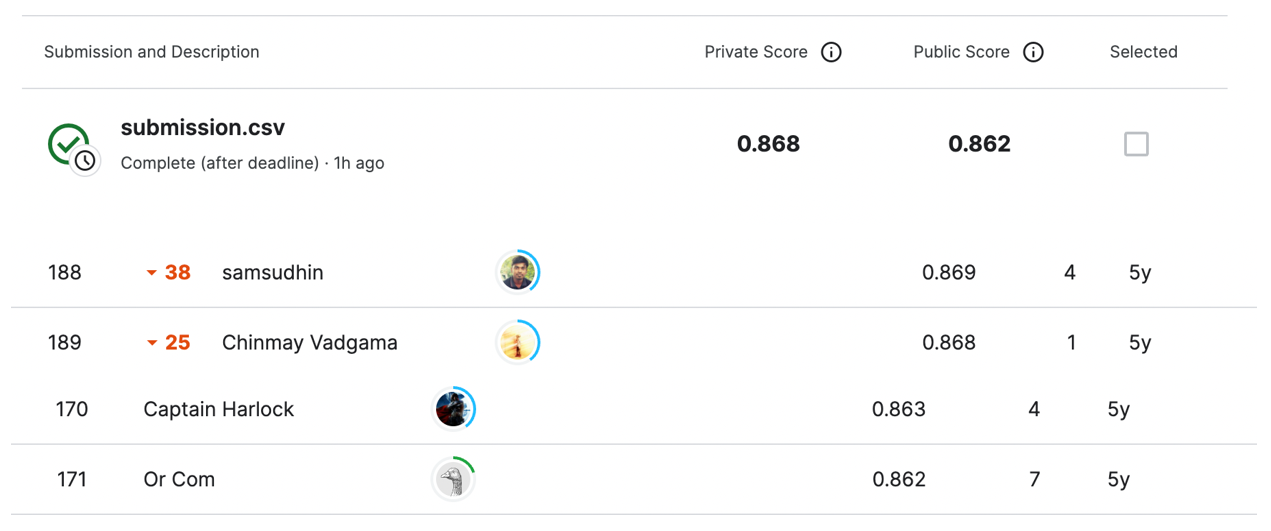 Submission and Description Private Score Public Score Selected
submission.csv 0.868 0.862
Complete (after deadline) · 1h ago
188 38 samsudhin 0.869 4 5y
189 25 Chinmay Vadgama 0.868 1 5y
170 Captain Harlock 0.863 4 5y
171 Or Com 0.862 7 5y